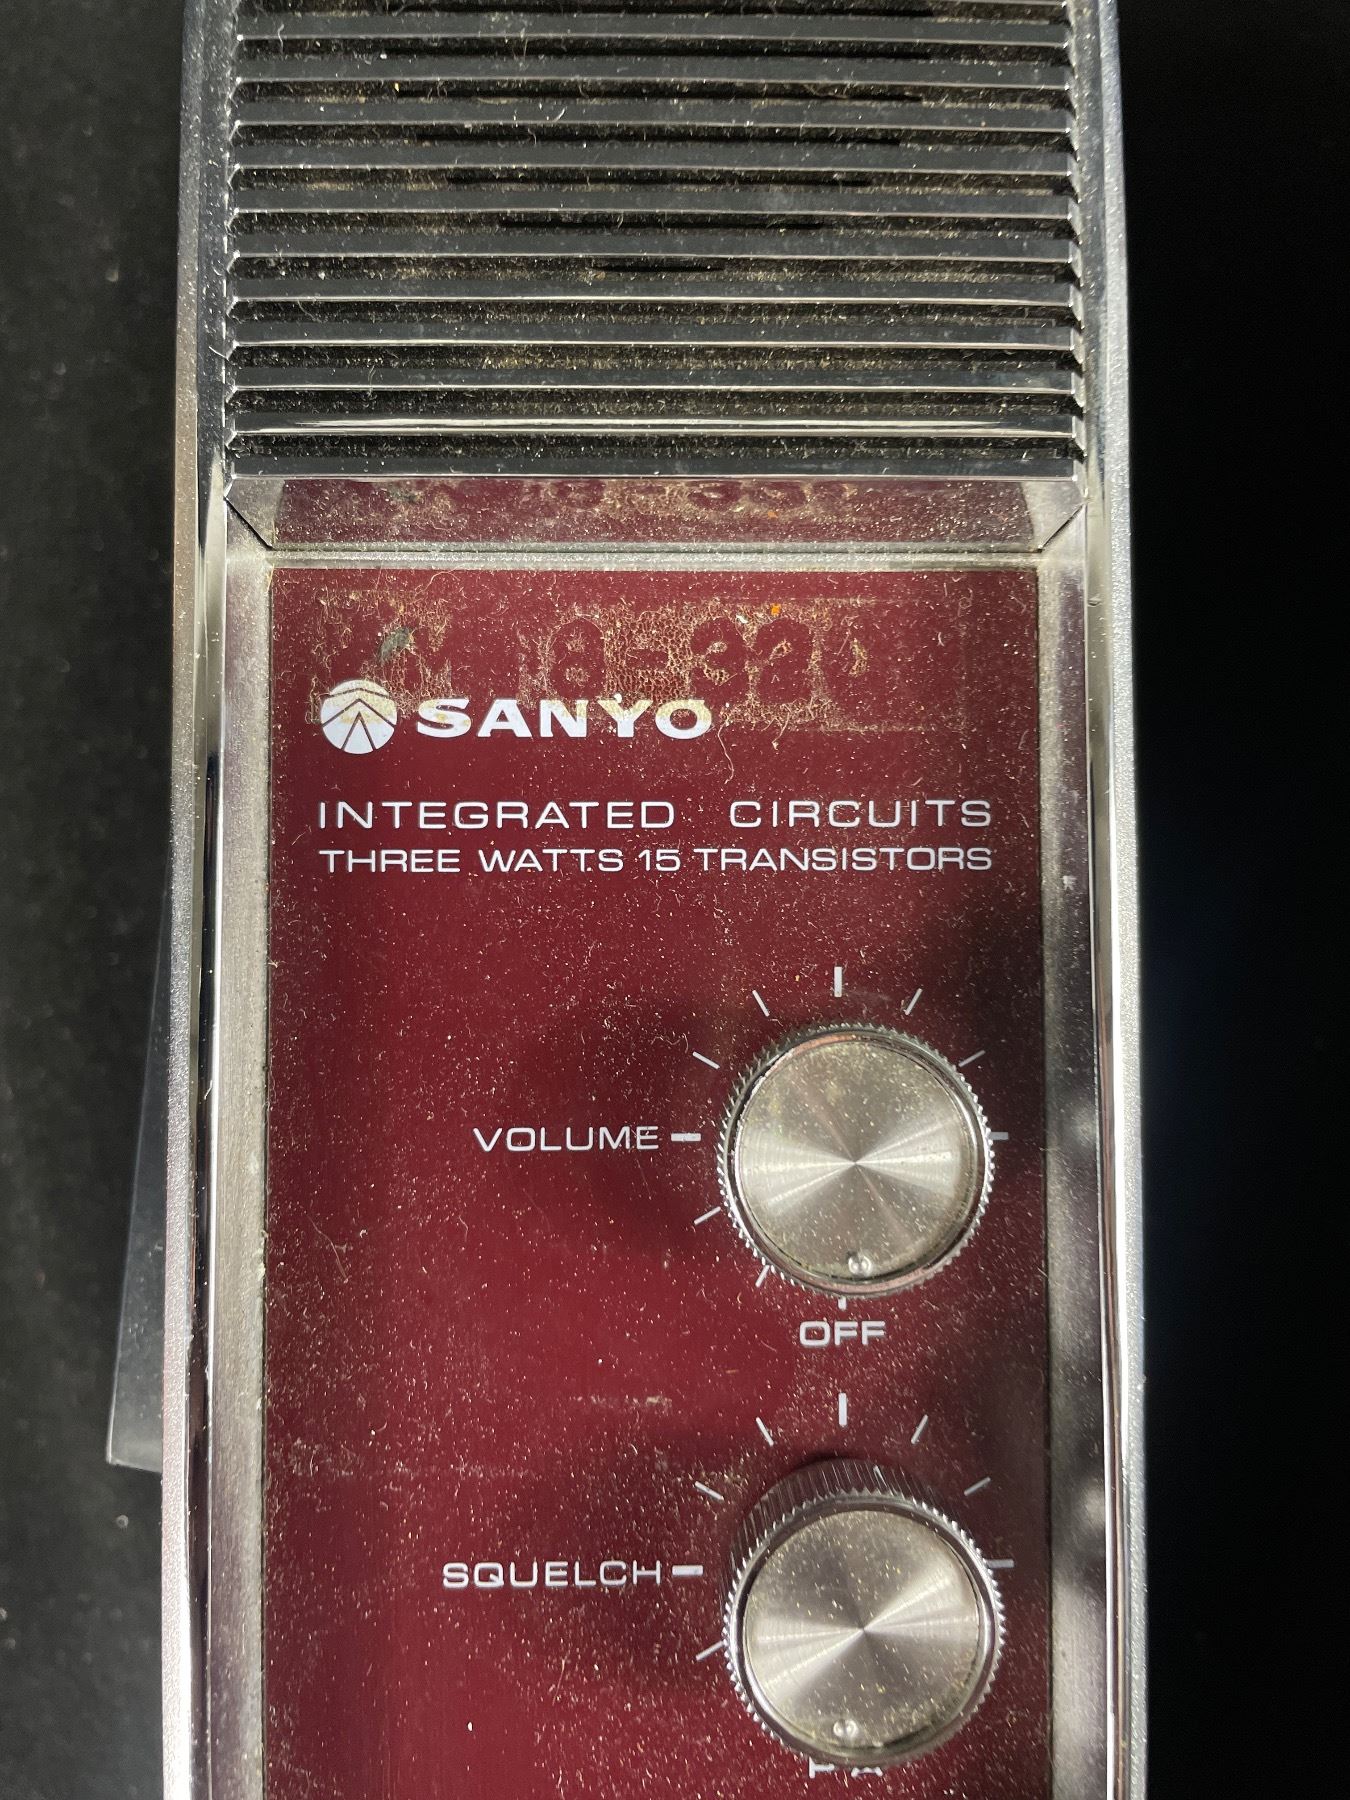 SANYO
INTEGRATED CIRCUITS
THREE WATTS 15 TRANSISTORS
VOLUME
OFF
SQUELCH